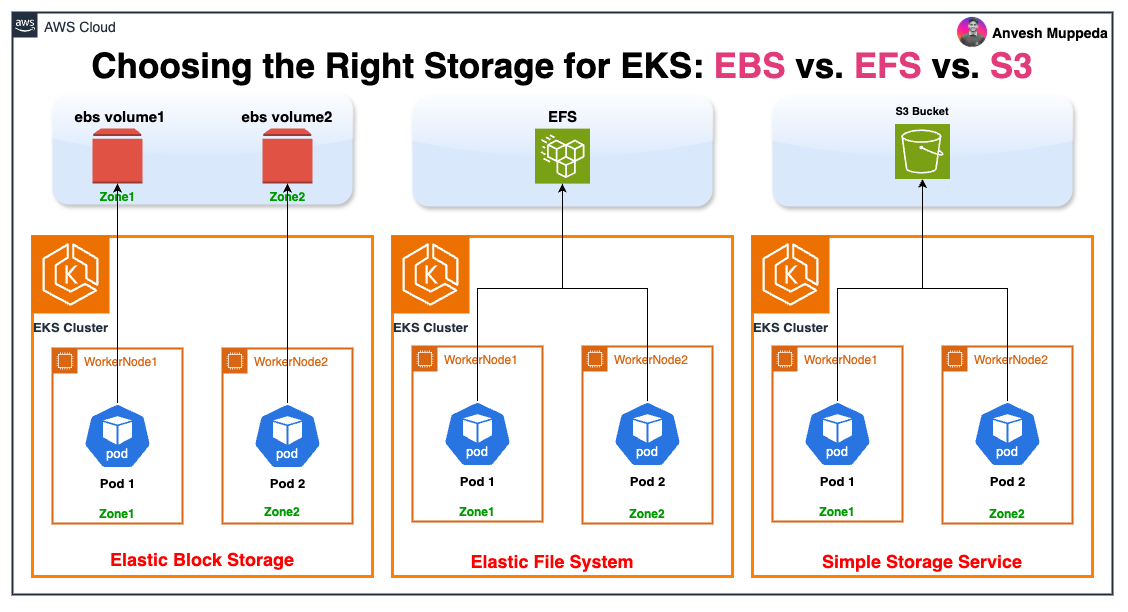 aws
AWS Cloud
Anvesh Muppeda
Choosing the Right Storage for EKS: EBS vs. EFS vs. S3
ebs volume1
ebs volume2
Zone1
Zone2
EFS
S3 Bucket
K
EKS Cluster
WorkerNode1
WorkerNode2
pod
pod
Pod 1
Pod 2
Zone1
Zone2
Elastic Block Storage
K
EKS Cluster
WorkerNode1
WorkerNode2
pod
pod
Pod 1
Pod 2
Zone1
Zone2
Elastic File System
K
EKS Cluster
WorkerNode1
WorkerNode2
pod
pod
Pod 1
Pod 2
Zone1
Zone2
Simple Storage Service